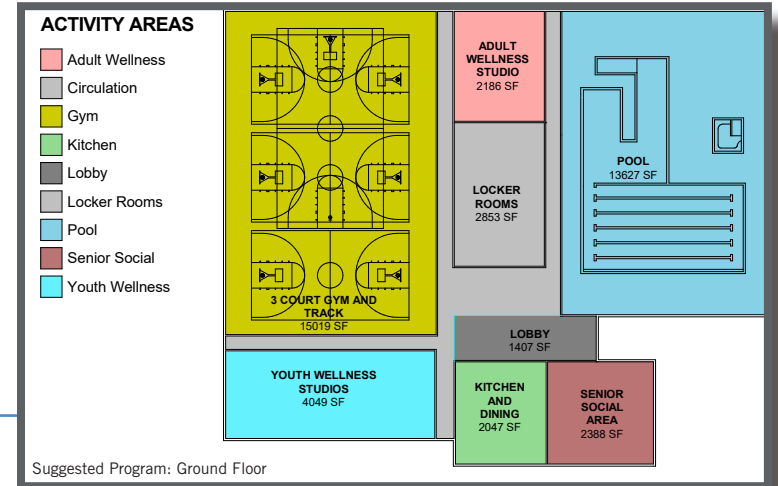 ACTIVITY AREAS
Adult Wellness
Circulation
Gym
Kitchen
Lobby
Locker Rooms
Pool
Senior Social
Youth Wellness
ADULT
WELLNESS
STUDIO
2186 SF
POOL
13627 SF
LOCKER
ROOMS
2853 SF
3 COURT GYM AND
TRACK
15019 SF
LOBBY
1407 SF
YOUTH WELLNESS
STUDIOS
4049 SF
KITCHEN
AND
DINING
2047 SF
SENIOR
SOCIAL
AREA
2388 SF
Suggested Program: Ground Floor